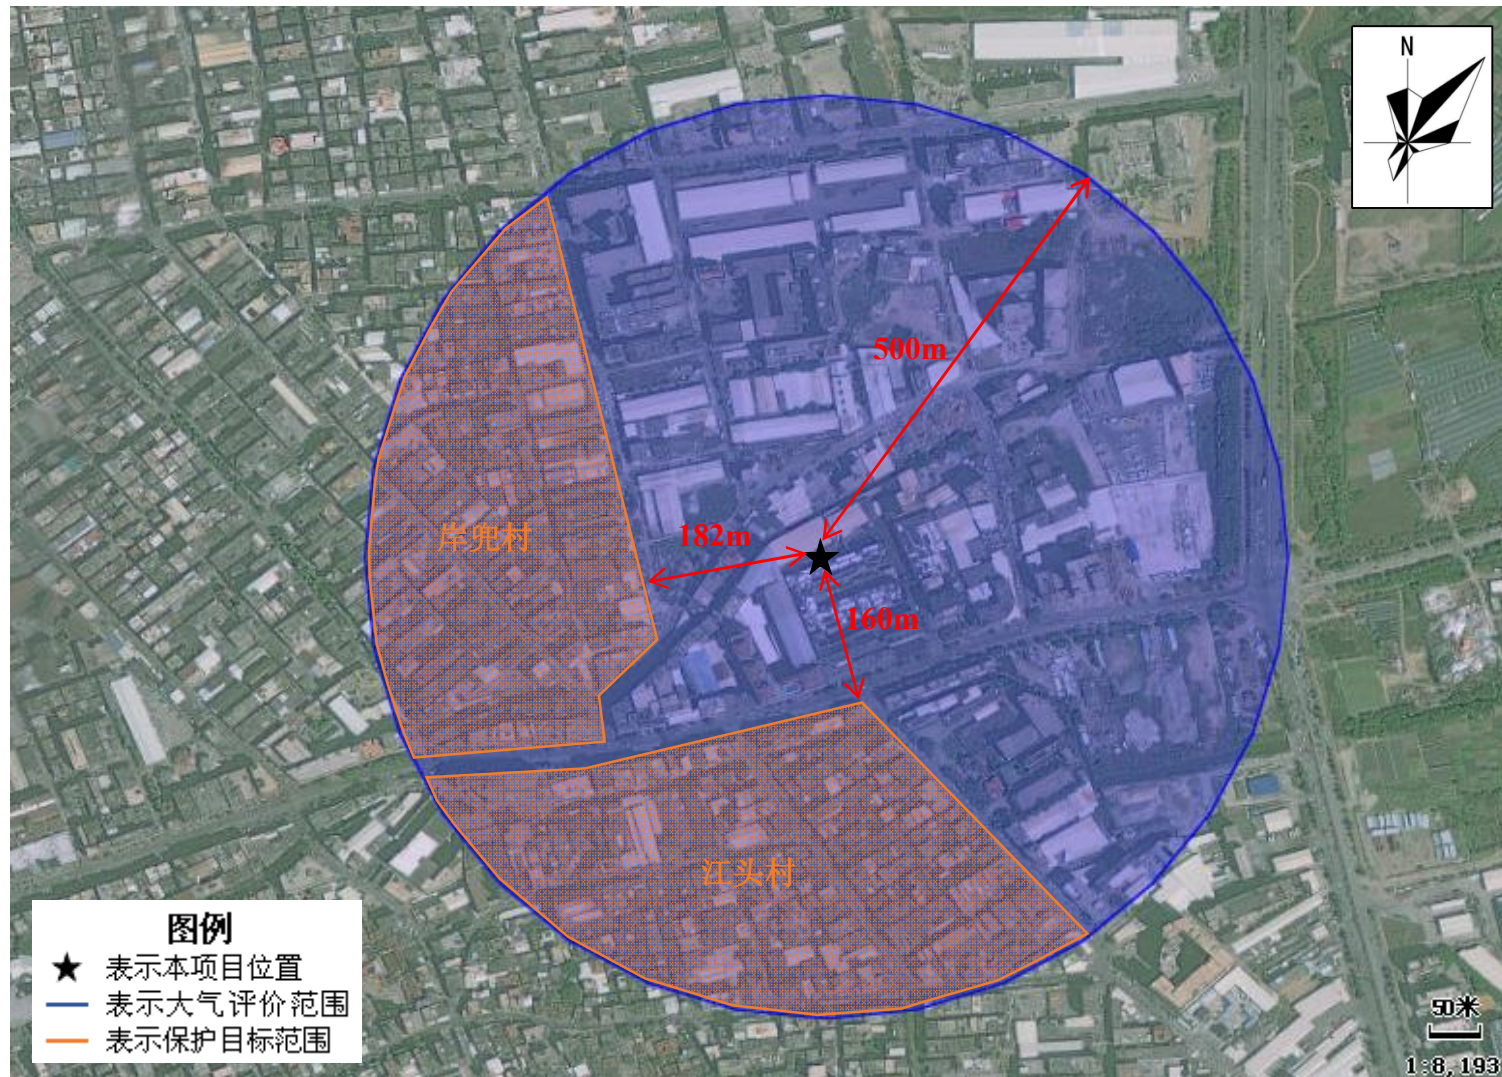 N
500m
182m
岸兜村
160m
江头村
图例
表示本项目位置
表示大气评价范围
表示保护目标范围
50米
1:8,193